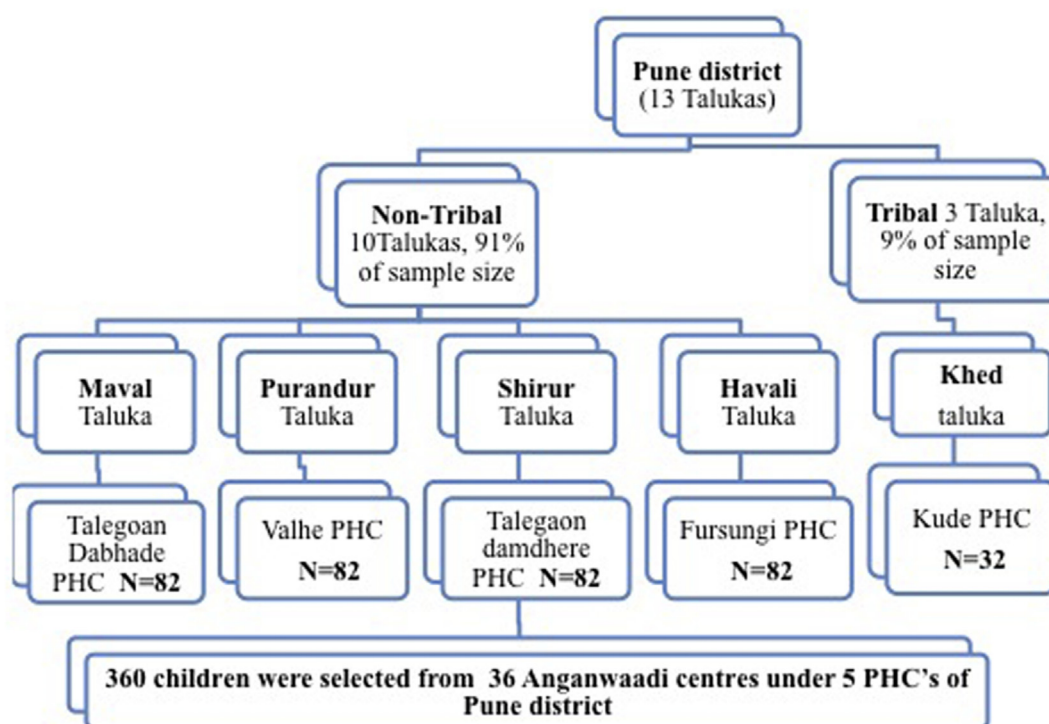 Pune district
(13 Talukas)
Non-Tribal
10Talukas, 91%
of sample size
Tribal 3 Taluka,
9% of sample
size
Maval
Taluka
Purandur
Taluka
Shirur
Taluka
Havali
Taluka
Khed
taluka
Talegoan
Dabhade
PHC N=82
Valhe PHC
N=82
Talegaon
damdhere
PHC N=82
Fursungi PHC
N=82
Kude PHC
N=32
360 children were selected from 36 Anganwaadi centres under 5 PHC's of
Pune district